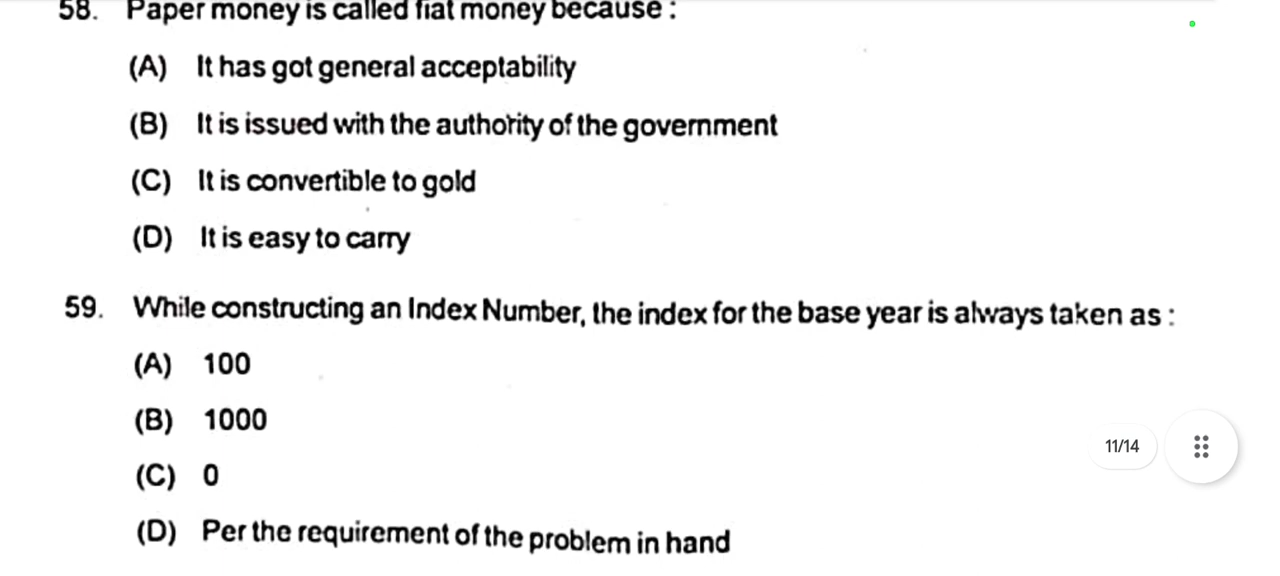 58. Paper money is called fiat money because :
(A) It has got general acceptability
(B) It is issued with the authority of the government
(C) It is convertible to gold
(D) It is easy to carry
59. While constructing an Index Number, the index for the base year is always taken as :
(A) 100
(B) 1000
11/14
(C) 0
(D) Per the requirement of the problem in hand